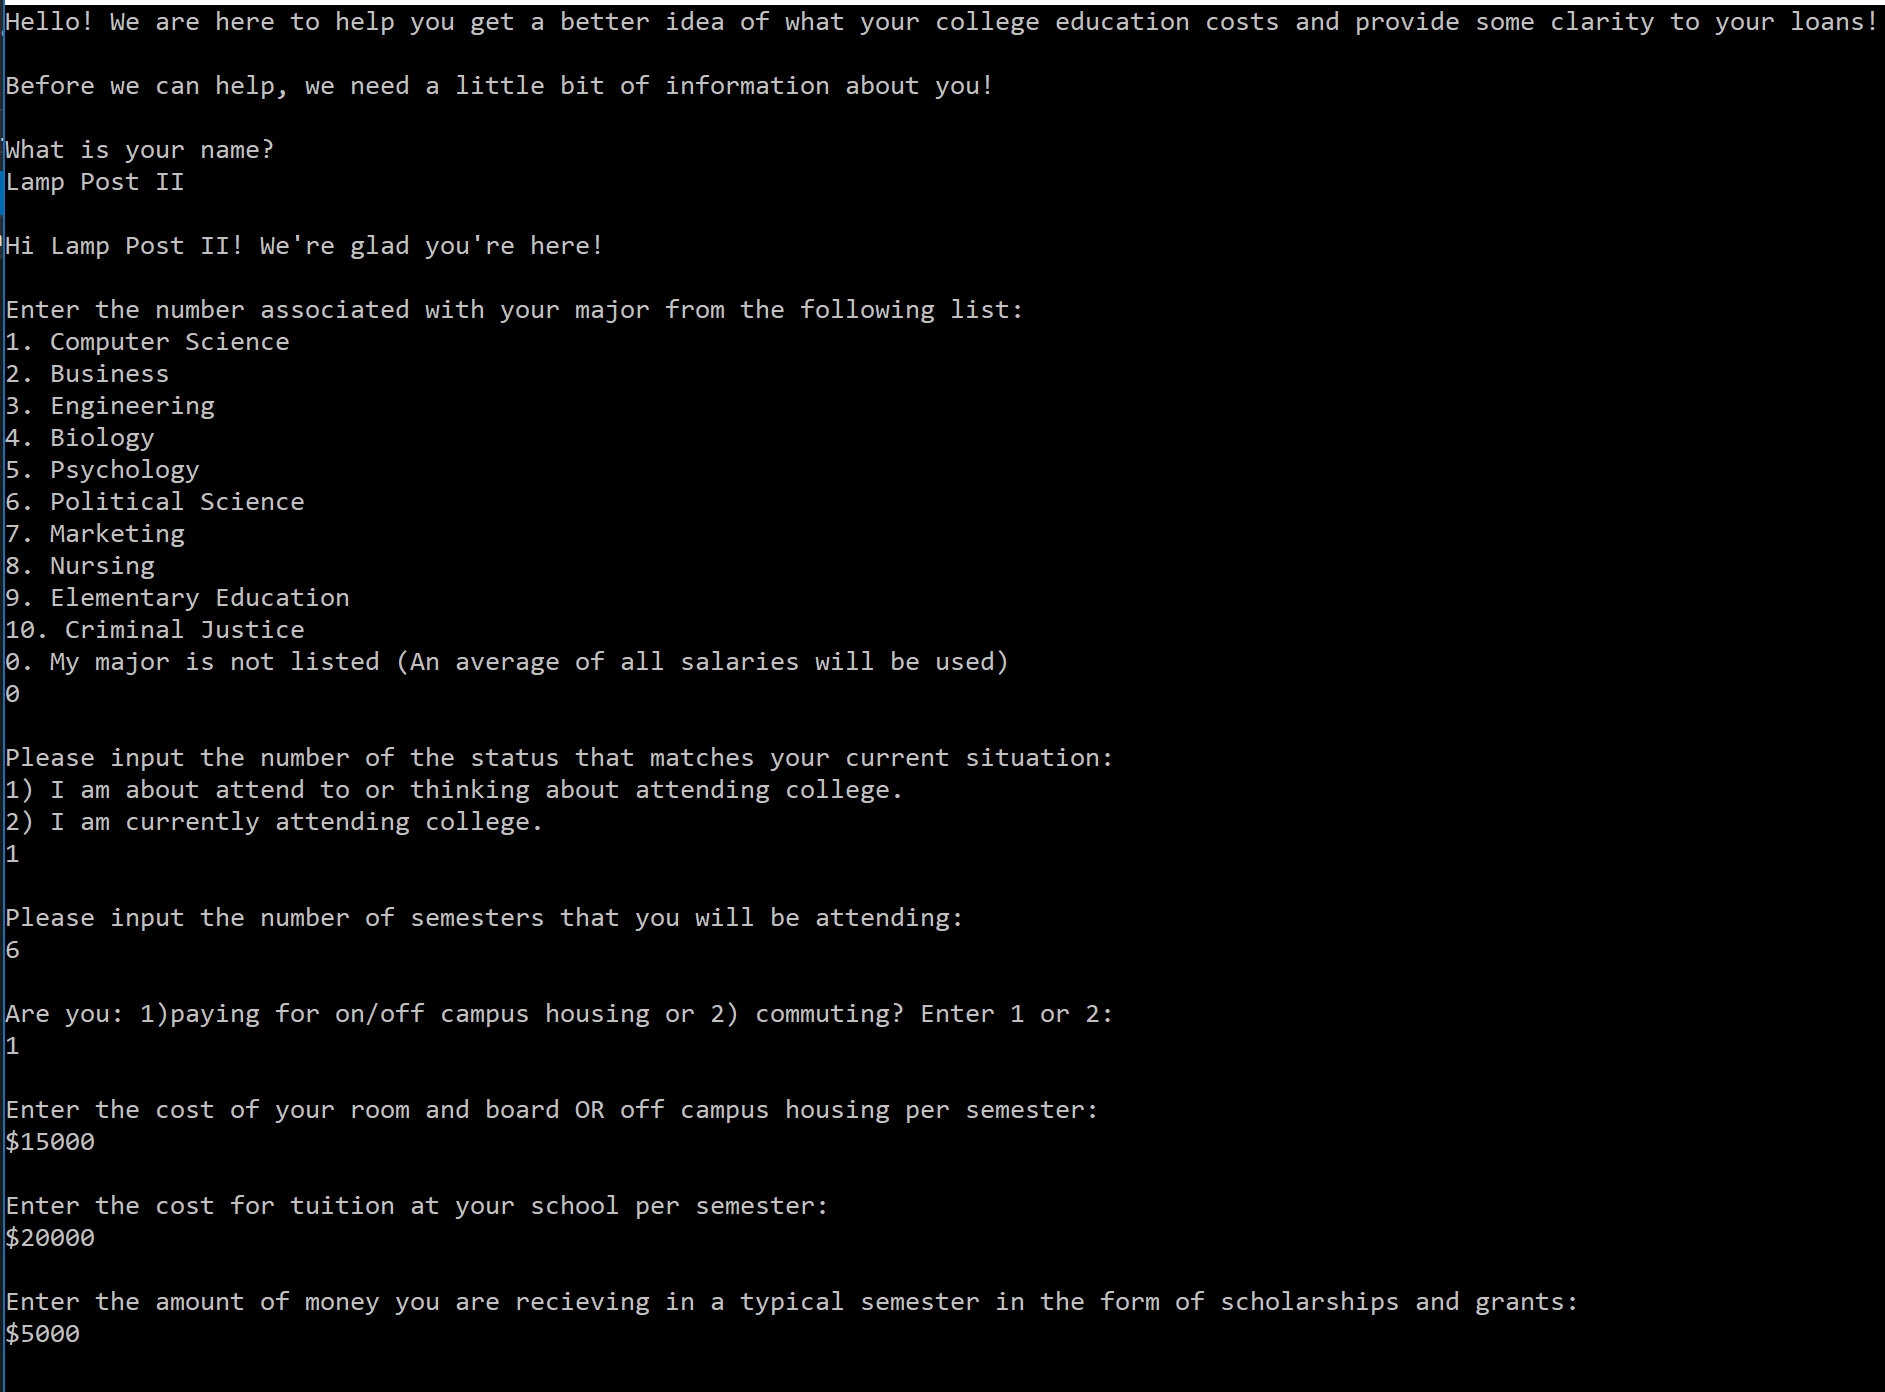 Hello! We are here to help you get a better idea of what your college education costs and provide some clarity to your loans!
Before we can help, we need a little bit of information about you!
What is your name?
Lamp Post II
Hi Lamp Post II! We're glad you're here!
Enter the number associated with your major from the following list:
1. Computer Science
2. Business
3. Engineering
4. Biology
5. Psychology
6. Political Science
7. Marketing
8. Nursing
9. Elementary Education
10. Criminal Justice
0. My major is not listed (An average of all salaries will be used)
0
Please input the number of the status that matches your current situation:
1) I am about attend to or thinking about attending college.
2) I am currently attending college.
1
Please input the number of semesters that you will be attending:
6
Are you: 1)paying for on/off campus housing or 2) commuting? Enter 1 or 2:
1
Enter the cost of your room and board OR off campus housing per semester:
$15000
Enter the cost for tuition at your school per semester:
$20000
Enter the amount of money you are recieving in a typical semester in the form of scholarships and grants:
$5000